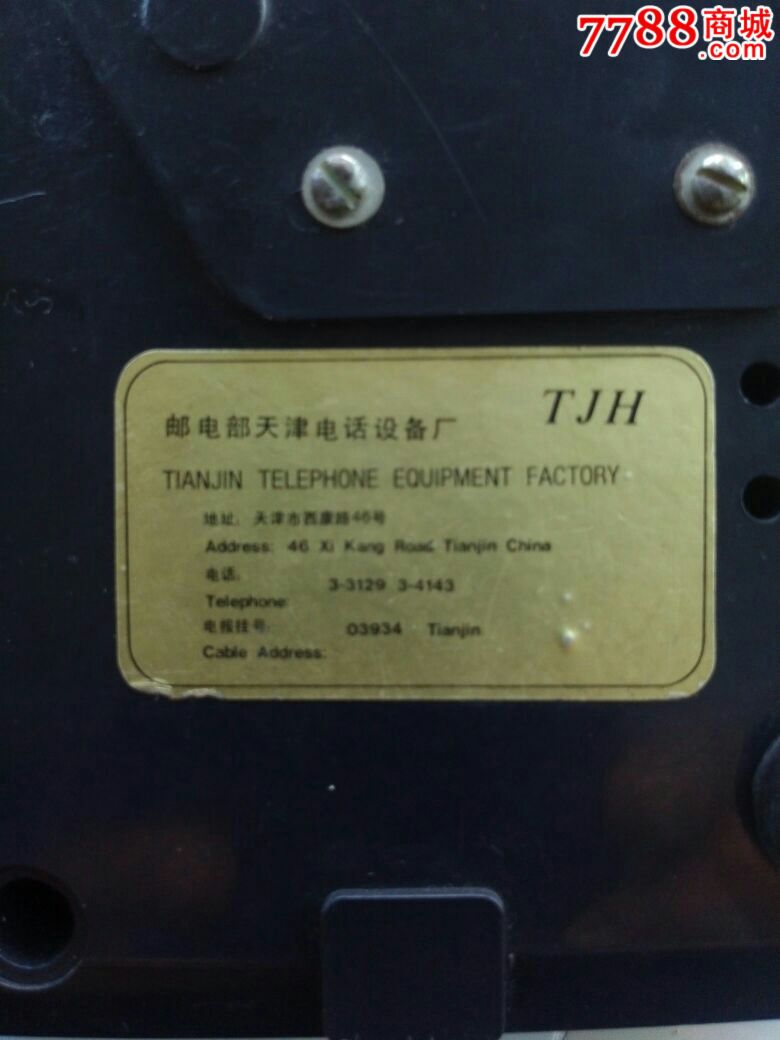 7788商城
.com
TJH
邮电部天津电话设备厂
TIANJIN TELEPHONE EQUIPMENT FACTORY
地址: 天津市西康路46号
Address: 46 Xi Kang Road Tianjin China
电话:
3-3129 3-4143
Telephone:
电报挂号:
03934 Tianjin
Cable Address: